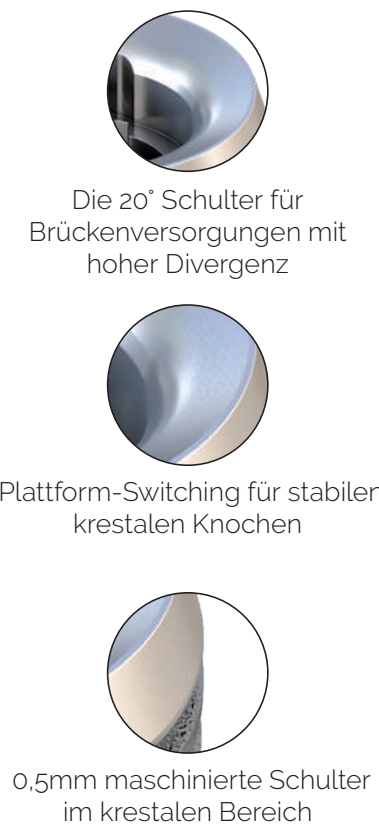 Die 20° Schulter für
Brückenversorgungen mit
hoher Divergenz
Plattform-Switching für stabilen
krestalen Knochen
0,5mm maschinierte Schulter
im krestalen Bereich